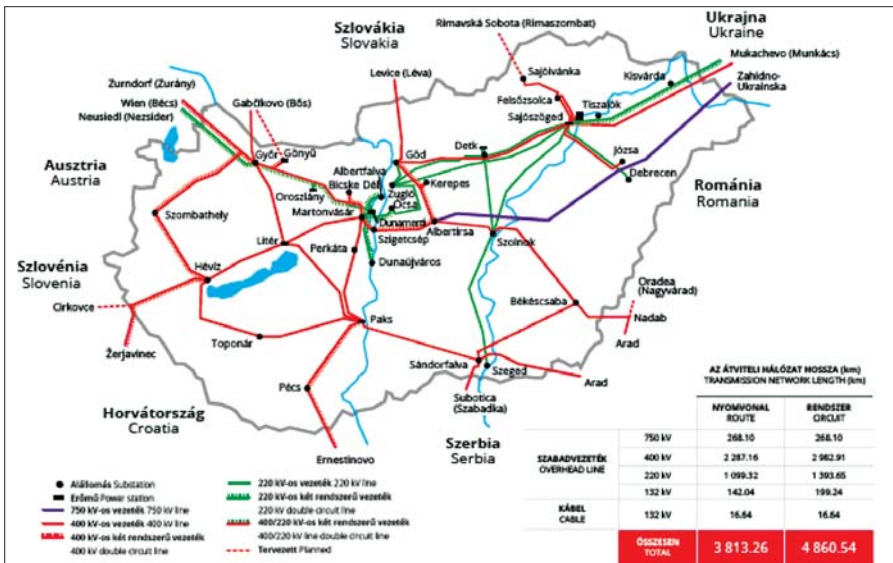 Szlovákia
Slovakia
Ukrajna
Ukraine
Rimavská Sobota (Rimaszombat)
Mukachevo (Munkács)
Levice (Léva)
Sajóivánka
Kisvárda
Zahidno-
Ukrainska
Zurndorf (Zurány)
Gabčikovo (Bős)
Felsőzsolca
Tiszalök
Wien (Bécs)
Neusiedl (Nezsider)
Sajószöged
Győr
Gönyű
Göd
Detk
Józsa
Ausztria
Austria
Albertfalva
Bicske Dél
Oroszlány
Zugló
Kerepes
Debrecen
Románia
Romania
Ócsa
Martonvásár
Dunamenti
Szombathely
Albertirsa
Szigetcsép
Szolnok
Litér
Perkáta
Dunaújváros
Szlovénia
Slovenia
Hévíz
Oradea
(Nagyvárad)
Cirkovce
Békéscsaba
Nadab
Paks
Arad
Žerjavinec
Toponár
Sándorfalva
Szeged
Arad
Pécs
Subotica
(Szabadka)
Horvátország
Croatia
Szerbia
Serbia
Ernestinovo
AZ ÁTVITELI HÁLÓZAT HOSSZA (km)
TRANSMISSION NETWORK LENGTH (km)
NYOMVONAL
ROUTE
RENDSZER
CIRCUIT
SZABADVEZETÉK
OVERHEAD LINE
750 kV 268.10 268.10
400 kV 2 287.16 2 982.91
220 kV 1 099.32 1 393.65
132 kV 142.04 199.24
KÁBEL
CABLE
132 kV 16.64 16.64
ÖSSZESEN
TOTAL
3 813.26 4 860.54
Alállomás Substation
Erőmű Power station
750 kV-os vezeték 750 kV line
400 kV-os vezeték 400 kV line
400 kV-os két rendszerű vezeték
400 kV double circuit line
220 kV-os vezeték 220 kV line
220 kV-os két rendszerű vezeték
220 kV double circuit line
400/220 kV-os két rendszerű vezeték
400/220 kV line double circuit line
Tervezett Planned